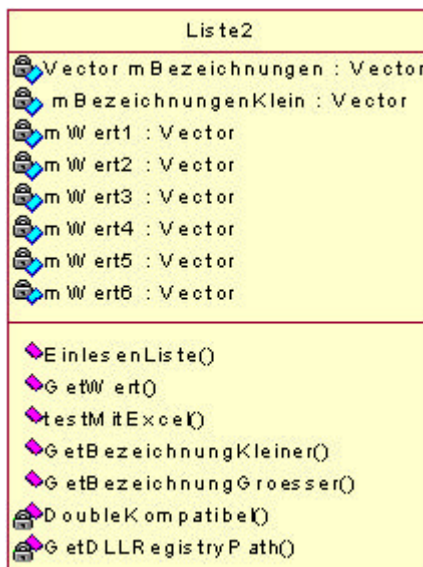 Liste2
Vector mBezeichnungen : Vector
mBezeichnungenKlein : Vector
mWert1 : Vector
mWert2 : Vector
mWert3 : Vector
mWert4 : Vector
mWert5 : Vector
mWert6 : Vector
EinlesenListe()
GetWert()
testMitExcel()
GetBezeichnungKleiner()
GetBezeichnungGroesser()
DoubleKompatibel()
GetDLLRegistryPath()